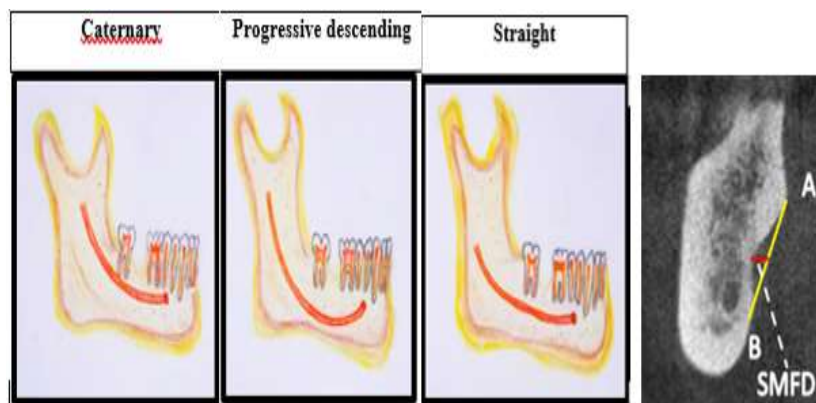 Caternary
Progressive descending
Straight
A
B
SMFD